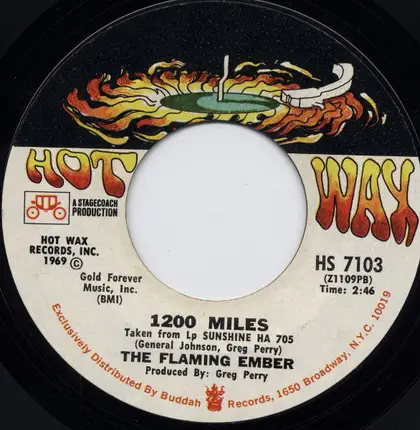 HOT WAX
A STAGECOACH
PRODUCTION
HOT WAX
RECORDS, INC.
1969 ©
Gold Forever
Music, Inc.
(BMI)
HS 7103
(Z1109PB)
Time: 2:46
1200 MILES
Taken from Lp SUNSHINE HA 705
(General Johnson, Greg Perry)
THE FLAMING EMBER
Produced By: Greg Perry
Exclusively Distributed By Buddah Records, 1650 Broadway, N.Y.C. 10019